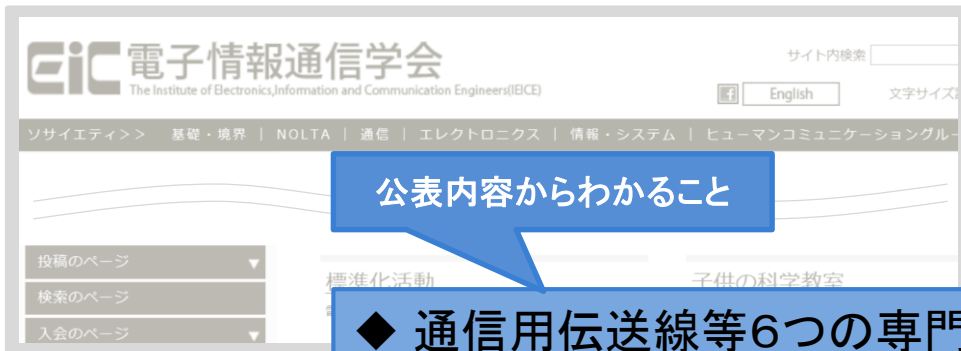 EiC 電子情報通信学会
The Institute of Electronics,Information and Communication Engineers(IEICE)
サイト内検索
English
文字サイズ
ソサイエティ>> 基礎・境界 | NOLTA | 通信 | エレクトロニクス | 情報・システム | ヒューマンコミュニケーショングルー
公表内容からわかること
投稿のページ ▼
検索のページ
入会のページ ▼
標準化活動
子供の科学教室
◆ 通信用伝送線等6つの専門